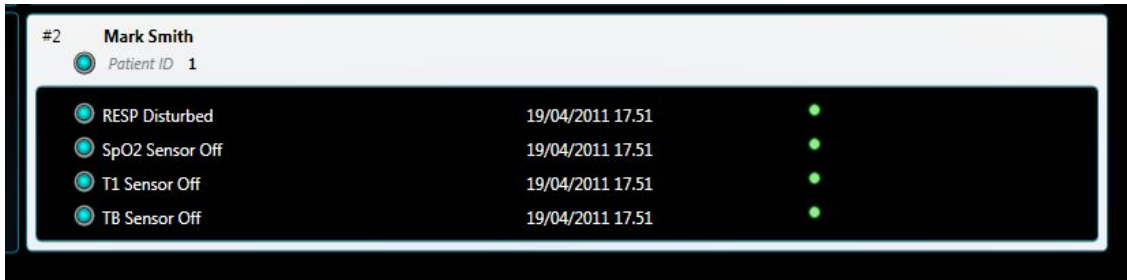 #2 Mark Smith
Patient ID 1
RESP Disturbed 19/04/2011 17.51
SpO2 Sensor Off 19/04/2011 17.51
T1 Sensor Off 19/04/2011 17.51
TB Sensor Off 19/04/2011 17.51